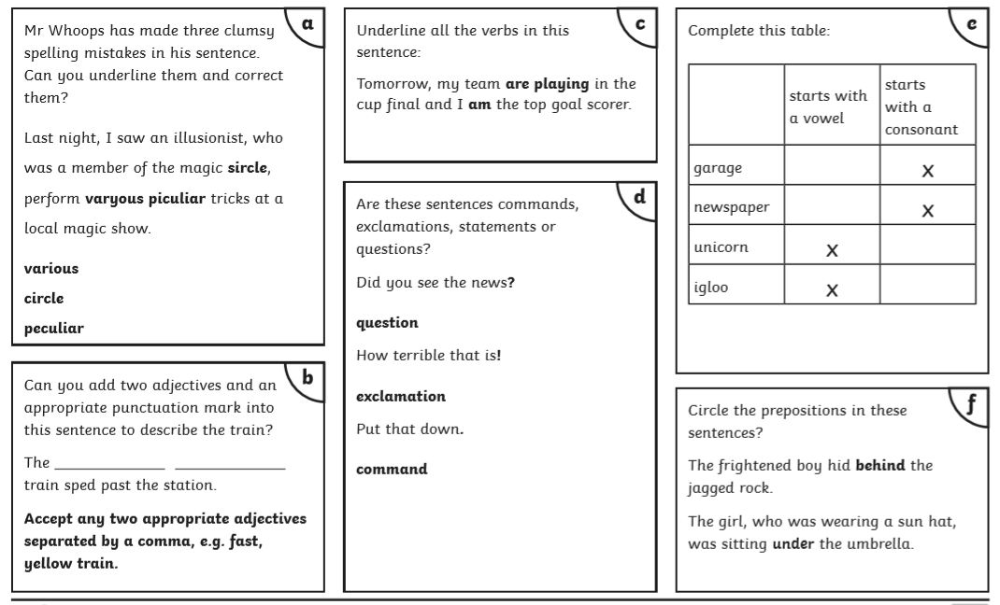 a
Mr Whoops has made three clumsy
spelling mistakes in his sentence.
Can you underline them and correct
them?
Last night, I saw an illusionist, who
was a member of the magic sircle,
perform varyous piculiar tricks at a
local magic show.
various
circle
peculiar
b
Can you add two adjectives and an
appropriate punctuation mark into
this sentence to describe the train?
The _____________ _____________
train sped past the station.
Accept any two appropriate adjectives
separated by a comma, e.g. fast,
yellow train.
c
Underline all the verbs in this
sentence:
Tomorrow, my team are playing in the
cup final and I am the top goal scorer.
d
Are these sentences commands,
exclamations, statements or
questions?
Did you see the news?
question
How terrible that is!
exclamation
Put that down.
command
e
Complete this table:
starts with
a vowel
starts
with a
consonant
garage X
newspaper X
unicorn X
igloo X
f
Circle the prepositions in these
sentences?
The frightened boy hid behind the
jagged rock.
The girl, who was wearing a sun hat,
was sitting under the umbrella.